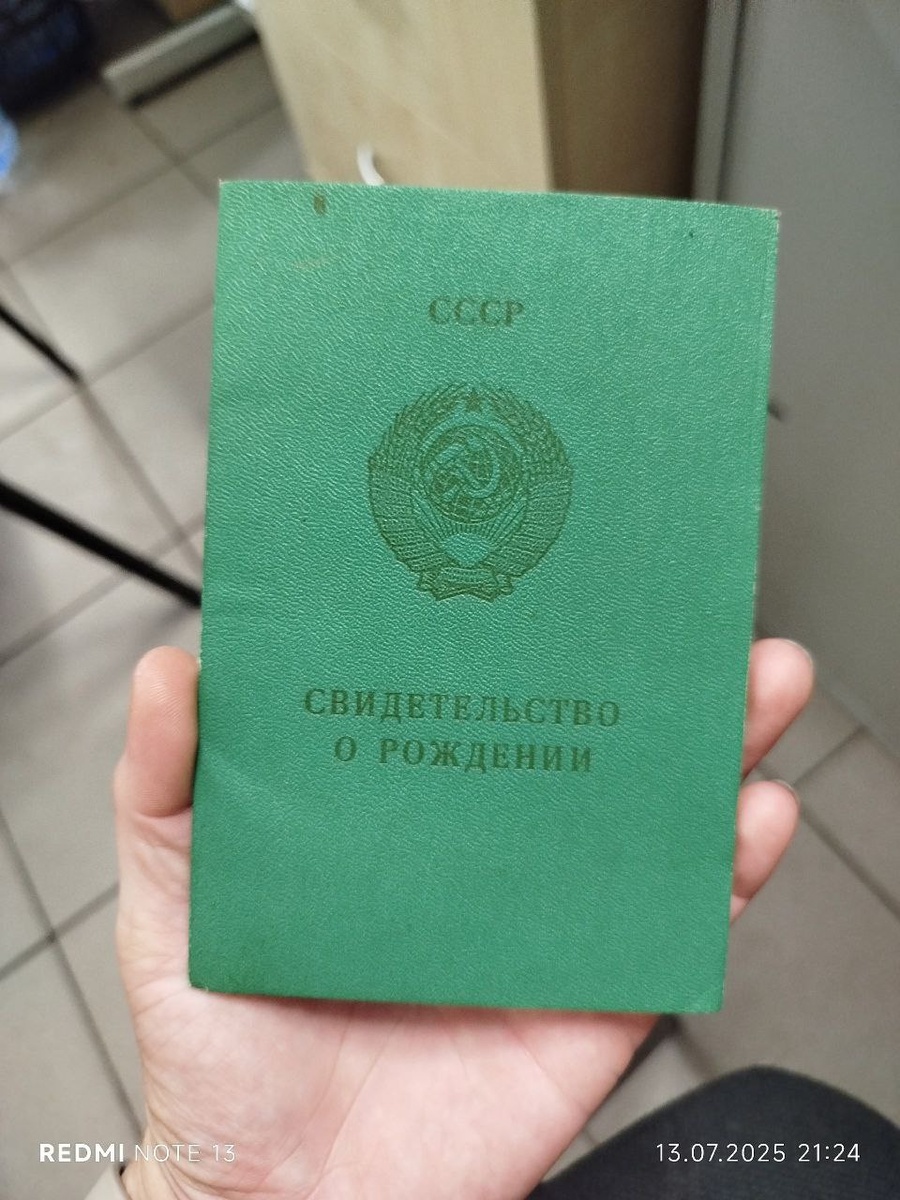 СССР
СВИДЕТЕЛЬСТВО
О РОЖДЕНИИ
REDMI NOTE 13
13.07.2025 21:24